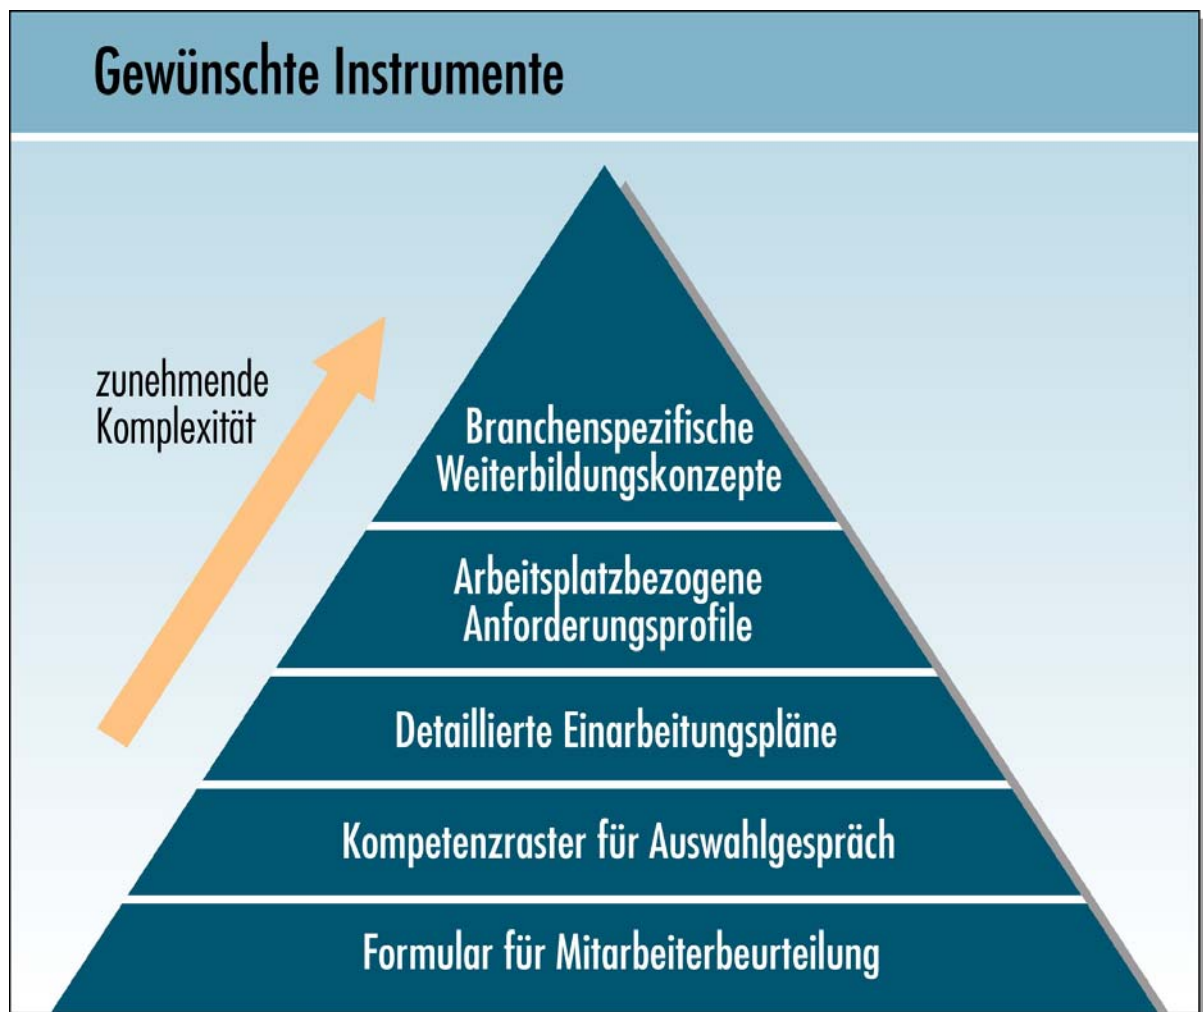 Gewünschte Instrumente
zunehmende
Komplexität
Branchenspezifische
Weiterbildungskonzepte
Arbeitsplatzbezogene
Anforderungsprofile
Detaillierte Einarbeitungspläne
Kompetenzraster für Auswahlgespräch
Formular für Mitarbeiterbeurteilung